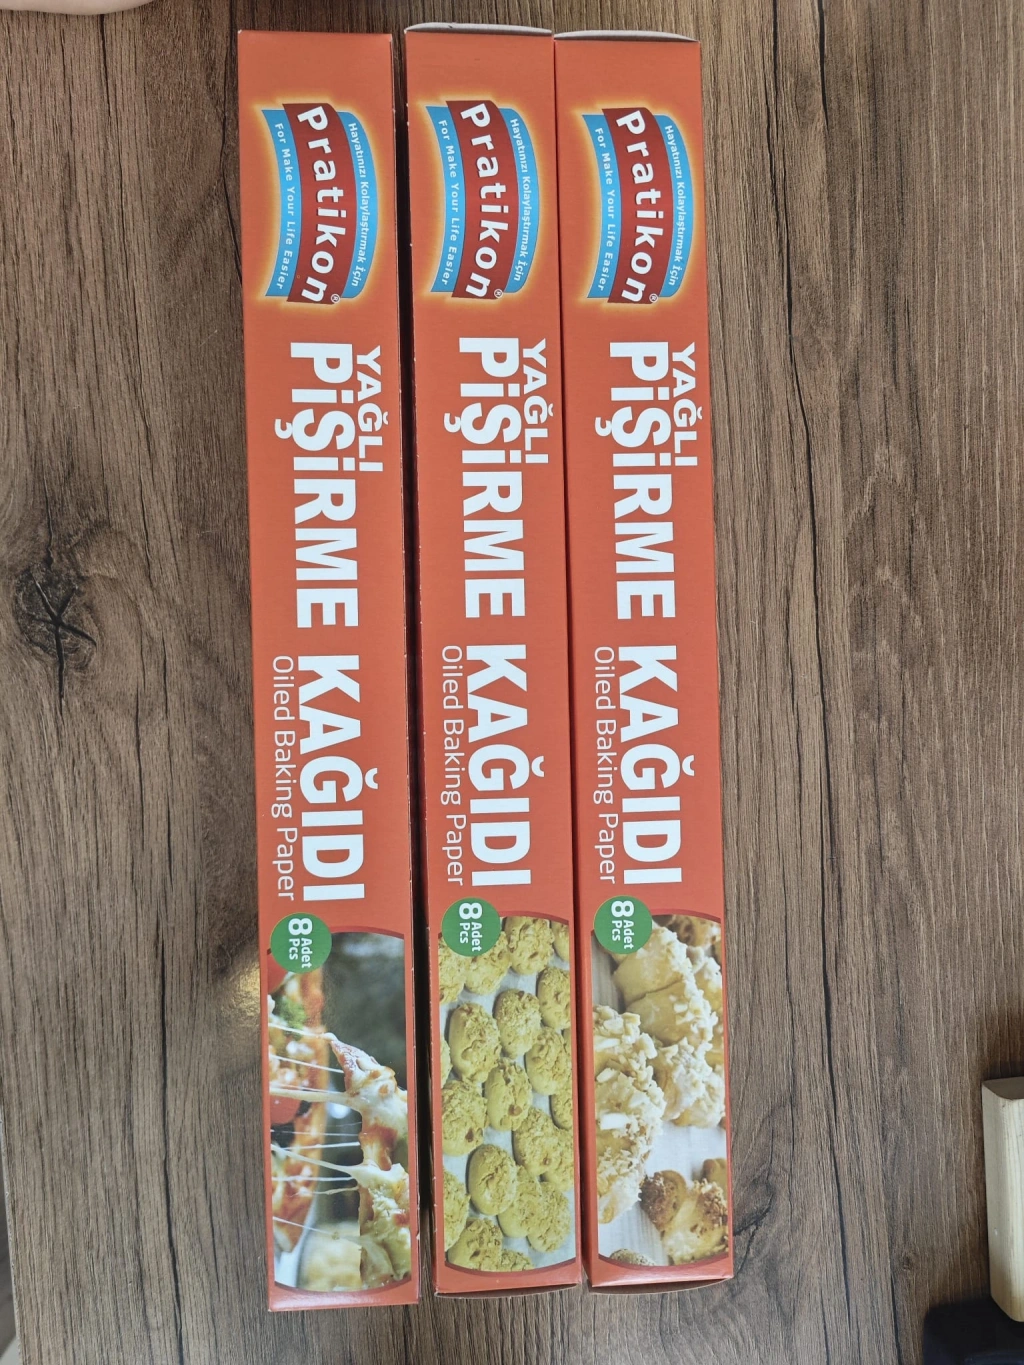 Hayatınızı Kolaylaştırmak İçin
Pratikon®
For Make Your Life Easier
YAĞLI
PİŞİRME KAĞIDI
Oiled Baking Paper
8 Adet
Pcs
Hayatınızı Kolaylaştırmak İçin
Pratikon®
For Make Your Life Easier
YAĞLI
PİŞİRME KAĞIDI
Oiled Baking Paper
8 Adet
Pcs
Hayatınızı Kolaylaştırmak İçin
Pratikon®
For Make Your Life Easier
YAĞLI
PİŞİRME KAĞIDI
Oiled Baking Paper
8 Adet
Pcs